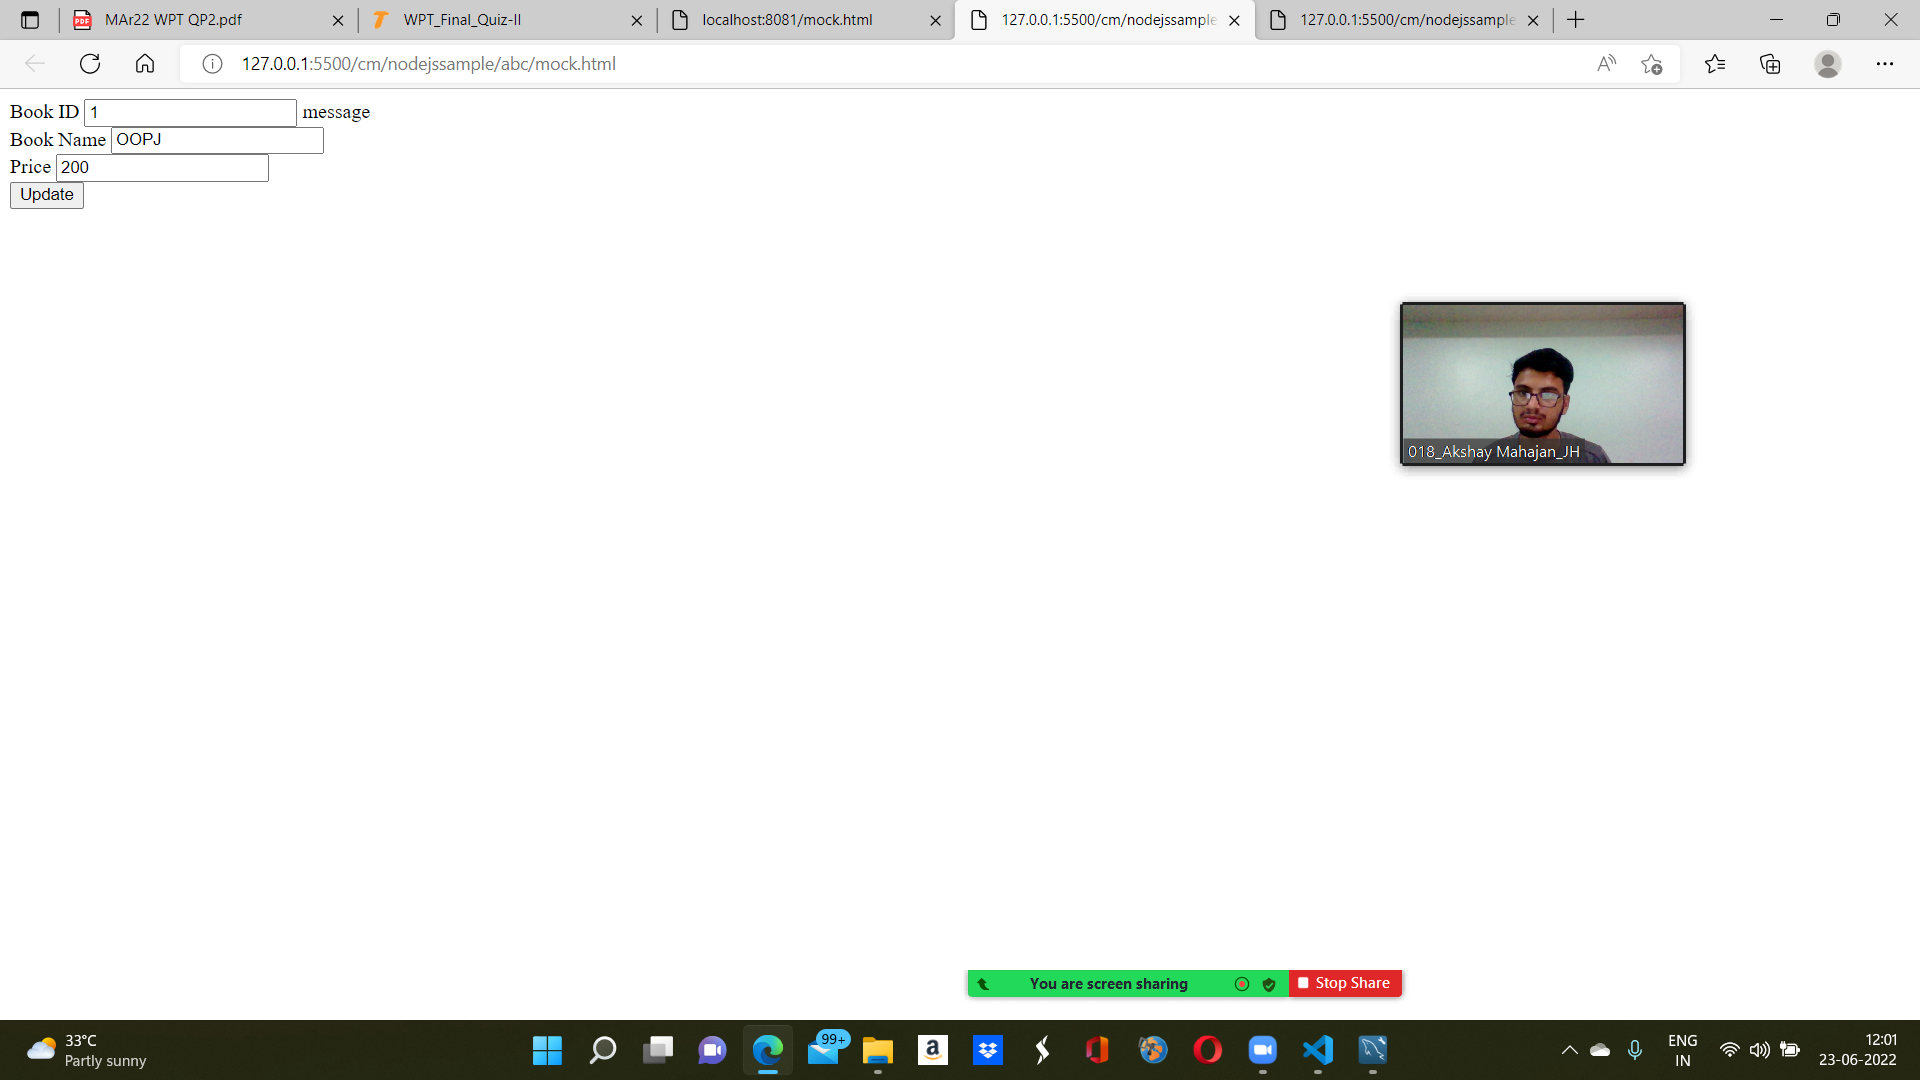 MAr22 WPT QP2.pdf
WPT_Final_Quiz-II
localhost:8081/mock.html
127.0.0.1:5500/cm/nodejssample
127.0.0.1:5500/cm/nodejssample
127.0.0.1:5500/cm/nodejssample/abc/mock.html
Book ID 1 message
Book Name OOPJ
Price 200
Update
018_Akshay Mahajan_JH
You are screen sharing
Stop Share
33°C
Partly sunny
99+
ENG
IN
12:01
23-06-2022